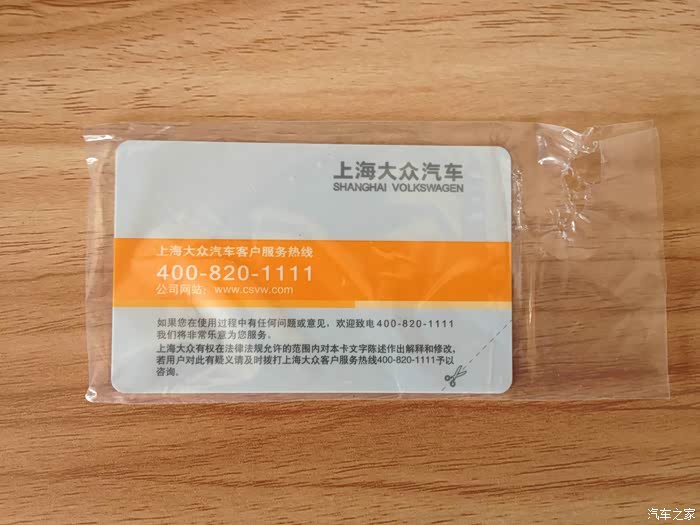 上海大众汽车
SHANGHAI VOLKSWAGEN
上海大众汽车客户服务热线
400-820-1111
公司网站：www.csvw.com
如果您在使用过程中有任何问题或意见，欢迎致电400-820-1111
我们将非常乐意为您服务。
上海大众有权在法律法规允许的范围内对本卡文字陈述作出解释和修改，
若用户对此有疑义请及时拨打上海大众客户服务热线400-820-1111予以
咨询。
汽车之家